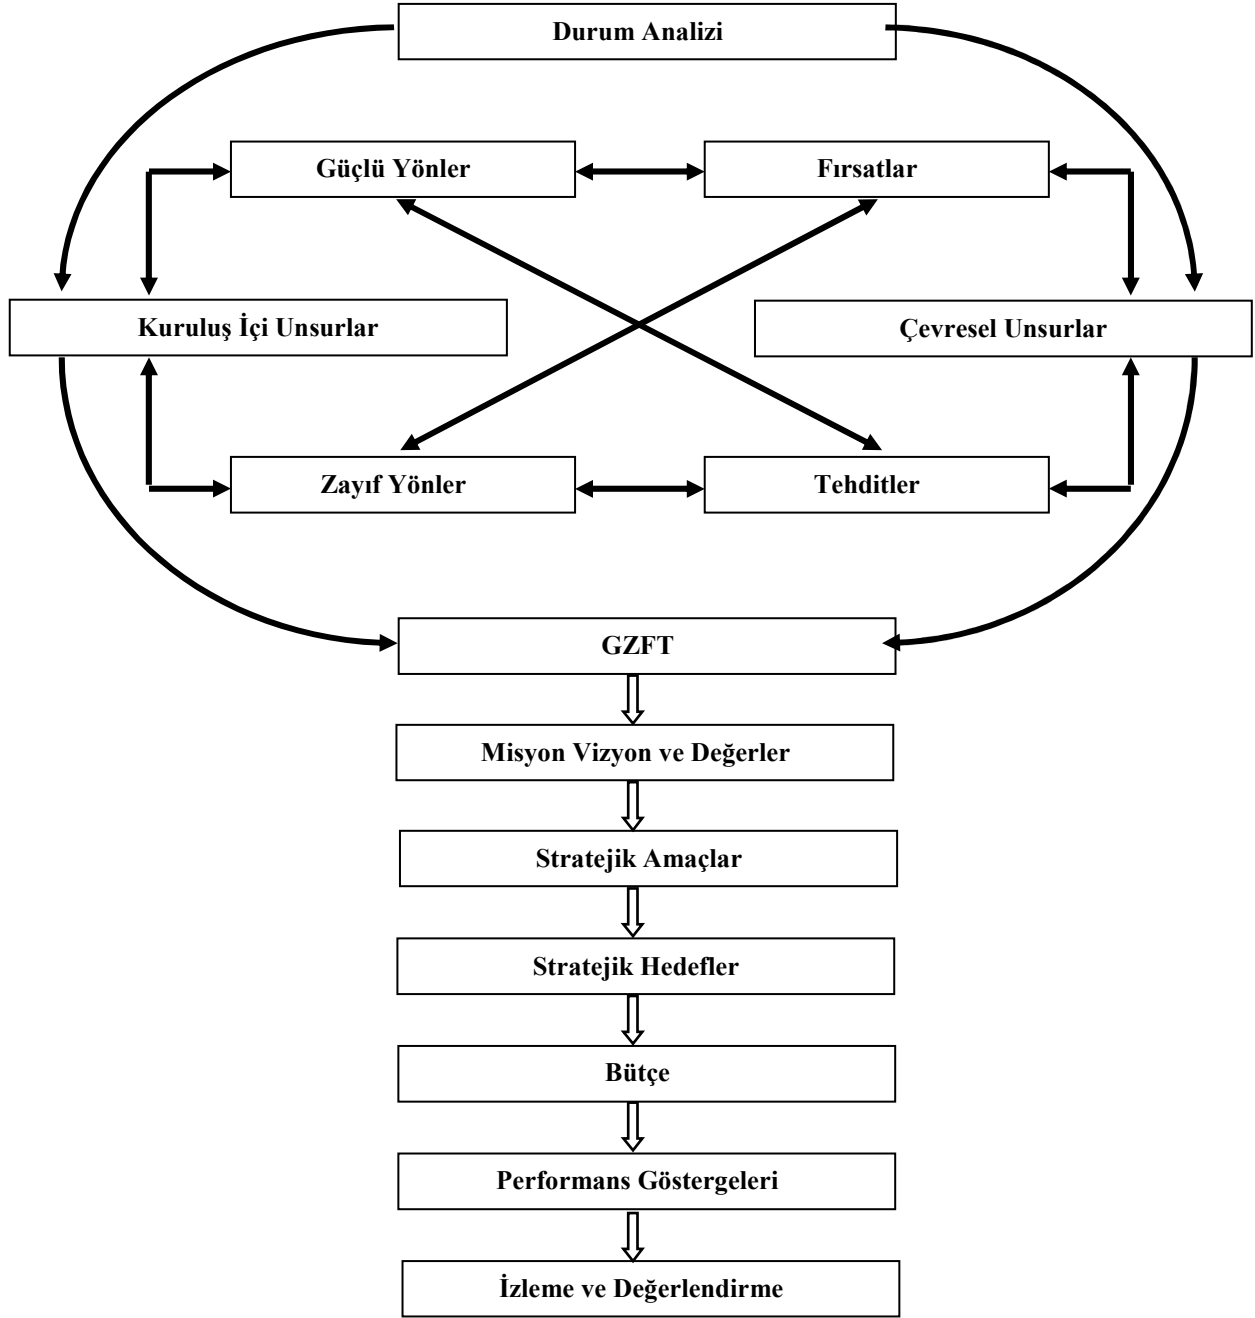 Durum Analizi
Güçlü Yönler
Fırsatlar
Kuruluş İçi Unsurlar
Çevresel Unsurlar
Zayıf Yönler
Tehditler
GZFT
Misyon Vizyon ve Değerler
Stratejik Amaçlar
Stratejik Hedefler
Bütçe
Performans Göstergeleri
İzleme ve Değerlendirme